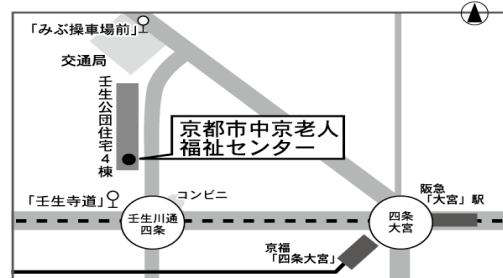 「みぶ操車場前」
交通局
壬生公団住宅4棟
京都市中京老人
福祉センター
「壬生寺道」
コンビニ
壬生川通
四条
四条
大宮
阪急
「大宮」駅
京福
「四条大宮」